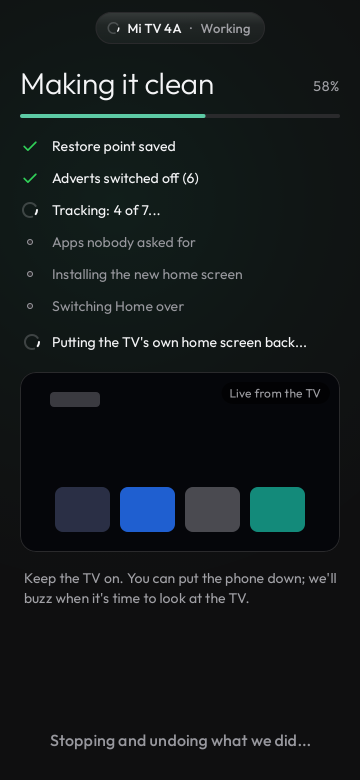 Mi TV 4A · Working
Making it clean
58%
Restore point saved
Adverts switched off (6)
Tracking: 4 of 7...
Apps nobody asked for
Installing the new home screen
Switching Home over
Putting the TV's own home screen back...
Live from the TV
Keep the TV on. You can put the phone down; we'll
buzz when it's time to look at the TV.
Stopping and undoing what we did...